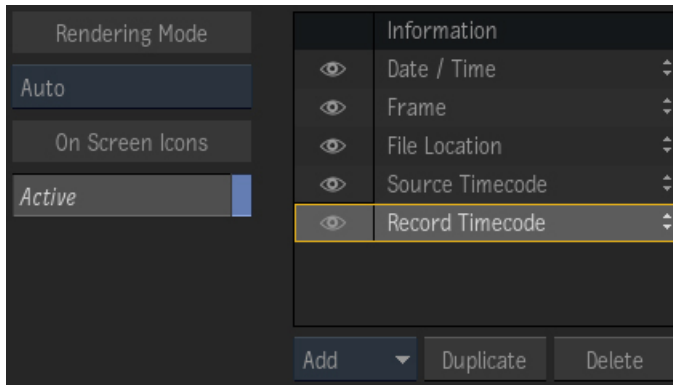 Rendering Mode
Auto
On Screen Icons
Active
Information
Date / Time
Frame
File Location
Source Timecode
Record Timecode
Add
Duplicate
Delete